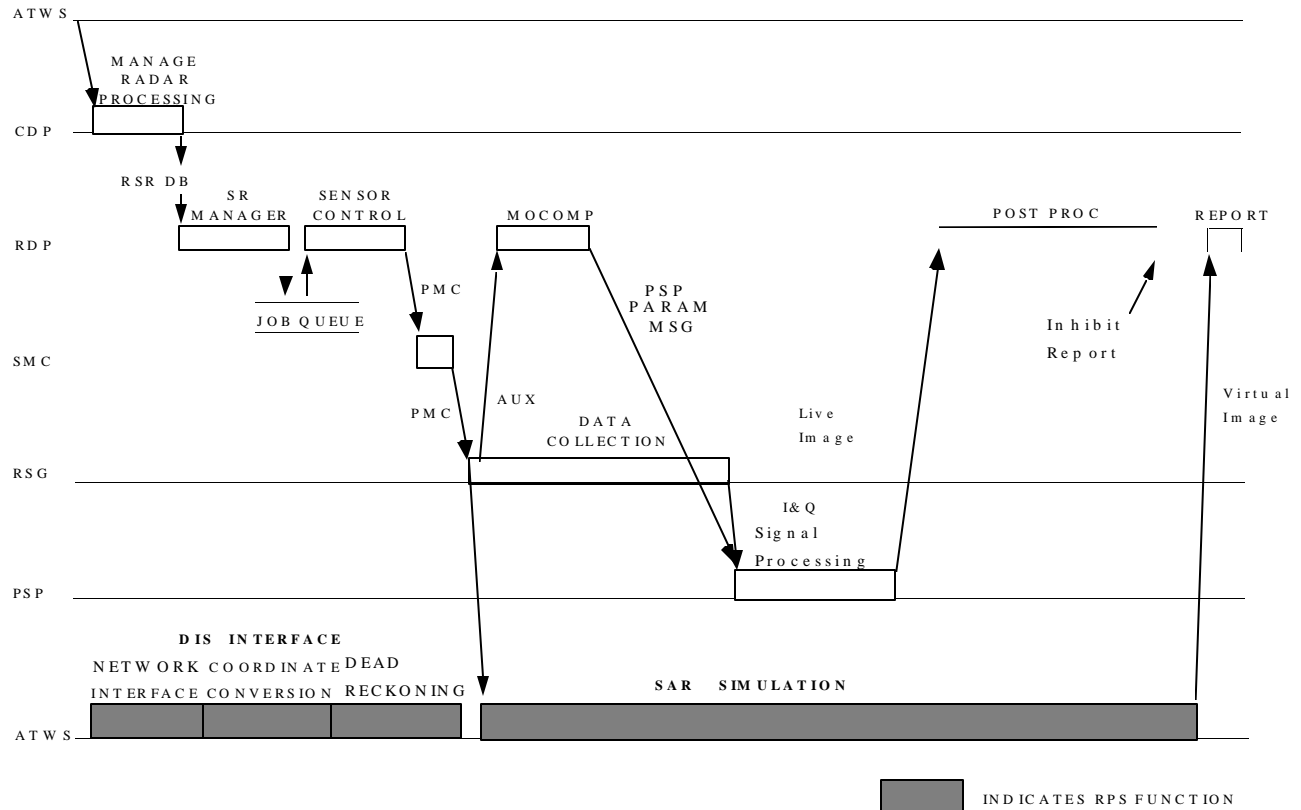 ATWS
MANAGE
RADAR
PROCESSING
CDP
RSR DB
SR
MANAGER
SENSOR
CONTROL
MOCOMP
POST PROC
REPORT
RDP
PMC
PSP
PARAM
MSG
JOB QUEUE
Inhibit
Report
SMC
PMC
AUX
DATA
COLLECTION
Live
Image
Virtual
Image
RSG
I&Q
Signal
Processing
PSP
DIS INTERFACE
NETWORK
INTERFACE
COORDINATE
CONVERSION
DEAD
RECKONING
SAR SIMULATION
ATWS
INDICATES RPS FUNCTION